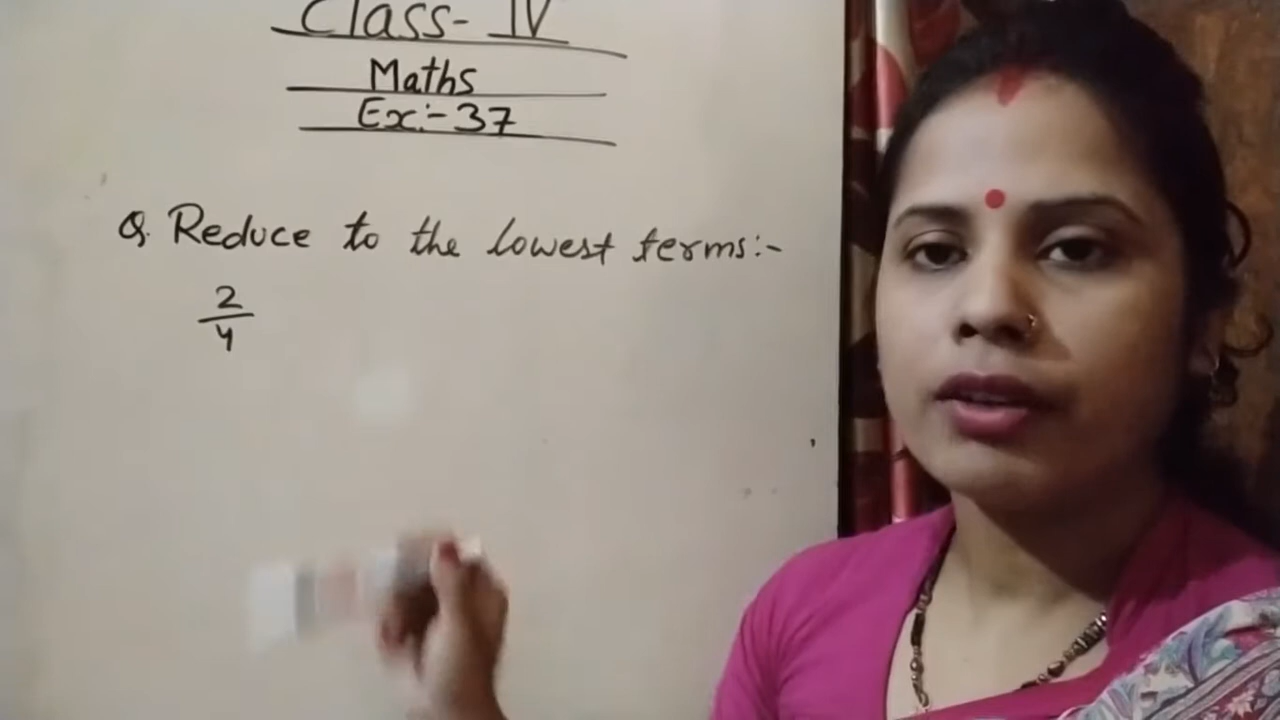 Class- IV
Maths
Ex:- 37
Q. Reduce to the lowest terms:-
2
4